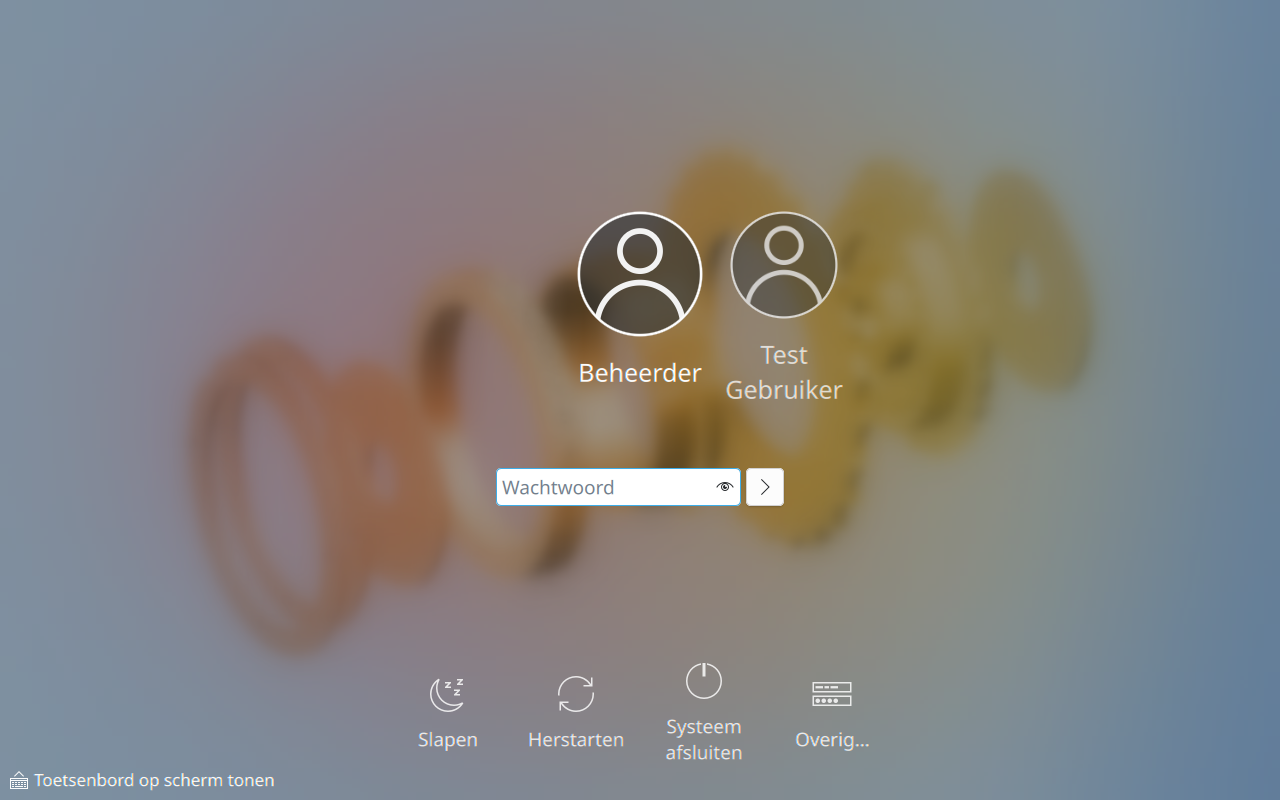 Beheerder
Test
Gebruiker
Wachtwoord
Slapen
Herstarten
Systeem
afsluiten
Overig...
Toetsenbord op scherm tonen